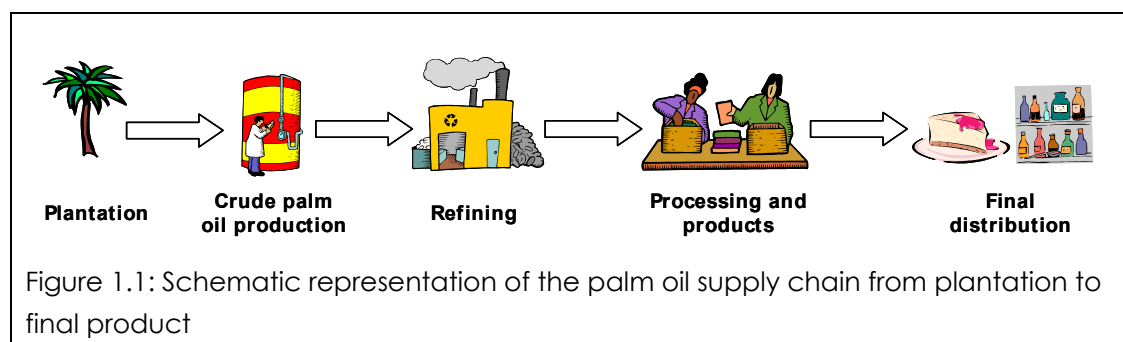 Plantation
Crude palm
oil production
Refining
Processing and
products
Final
distribution
Figure 1.1: Schematic representation of the palm oil supply chain from plantation to
final product